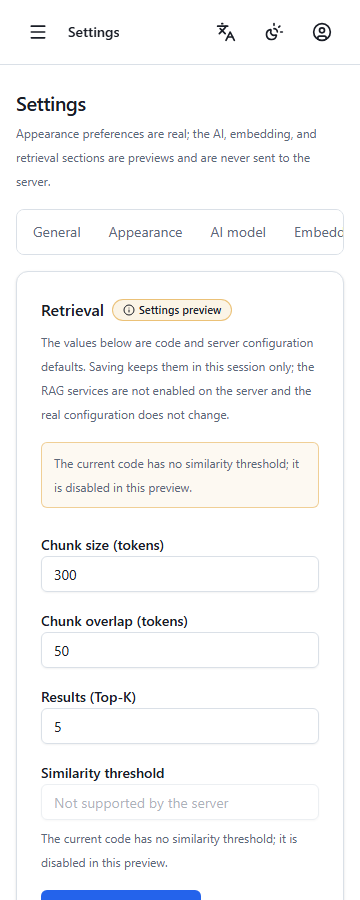 Settings
Settings
Appearance preferences are real; the AI, embedding, and
retrieval sections are previews and are never sent to the
server.
General Appearance AI model Embedd
Retrieval Settings preview
The values below are code and server configuration
defaults. Saving keeps them in this session only; the
RAG services are not enabled on the server and the
real configuration does not change.
The current code has no similarity threshold; it
is disabled in this preview.
Chunk size (tokens)
300
Chunk overlap (tokens)
50
Results (Top-K)
5
Similarity threshold
Not supported by the server
The current code has no similarity threshold; it is
disabled in this preview.